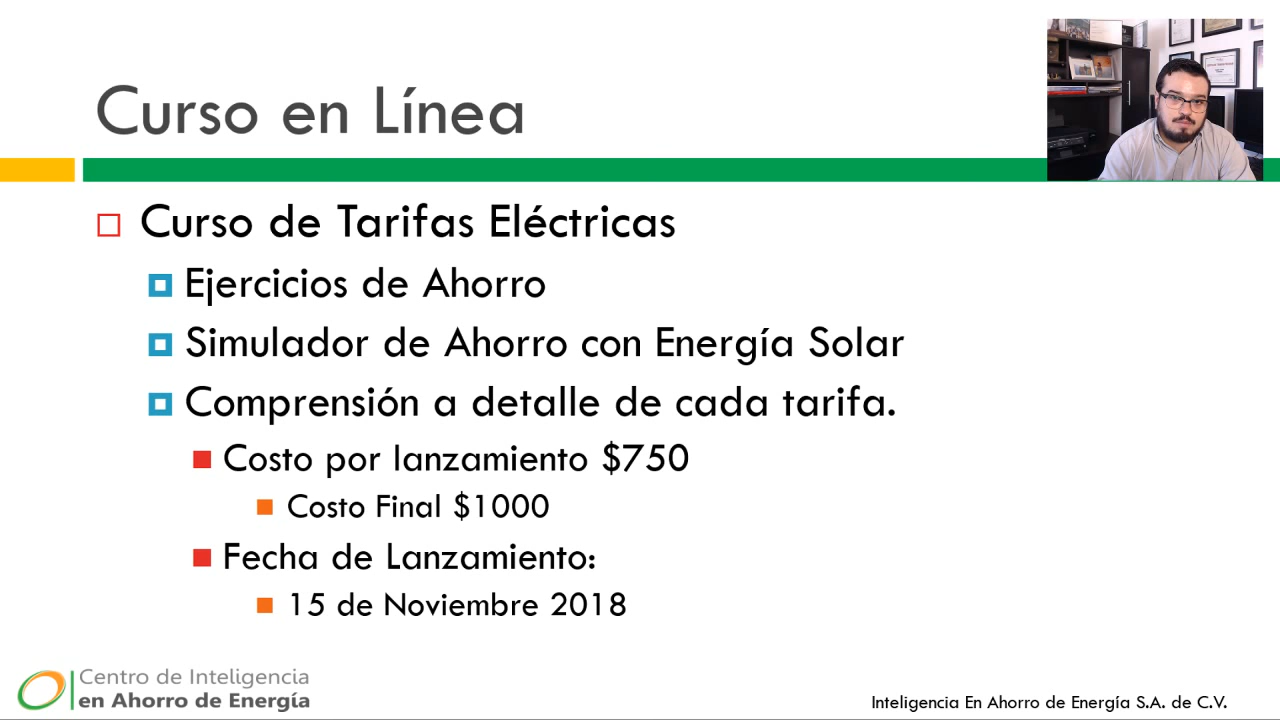 Curso en Línea
Curso de Tarifas Eléctricas
Ejercicios de Ahorro
Simulador de Ahorro con Energía Solar
Comprensión a detalle de cada tarifa.
Costo por lanzamiento $750
Costo Final $1000
Fecha de Lanzamiento:
15 de Noviembre 2018
Centro de Inteligencia
en Ahorro de Energía
Inteligencia En Ahorro de Energía S.A. de C.V.